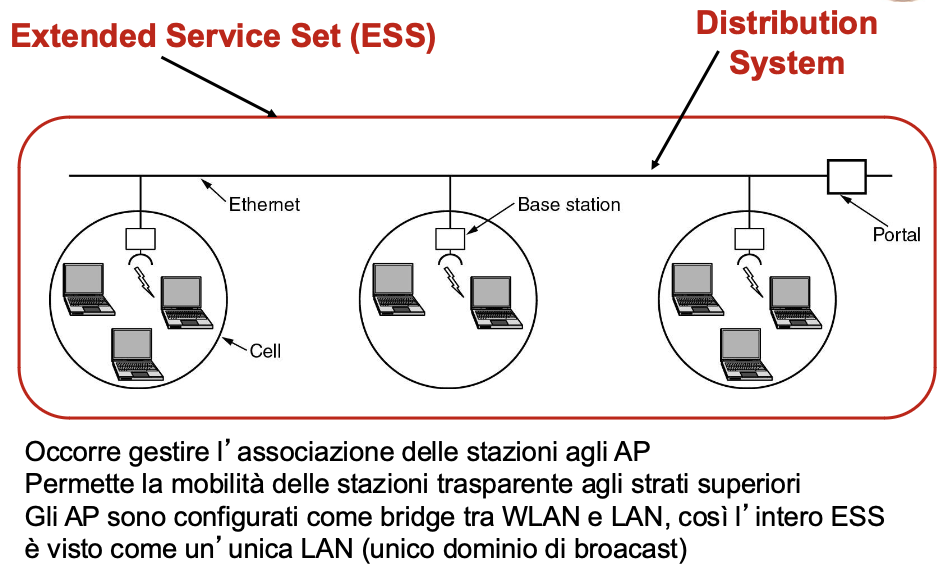 Extended Service Set (ESS)
Distribution
System
Ethernet
Base station
Portal
Cell
Occorre gestire l’associazione delle stazioni agli AP
Permette la mobilità delle stazioni trasparente agli strati superiori
Gli AP sono configurati come bridge tra WLAN e LAN, così l’intero ESS
è visto come un’unica LAN (unico dominio di broacast)